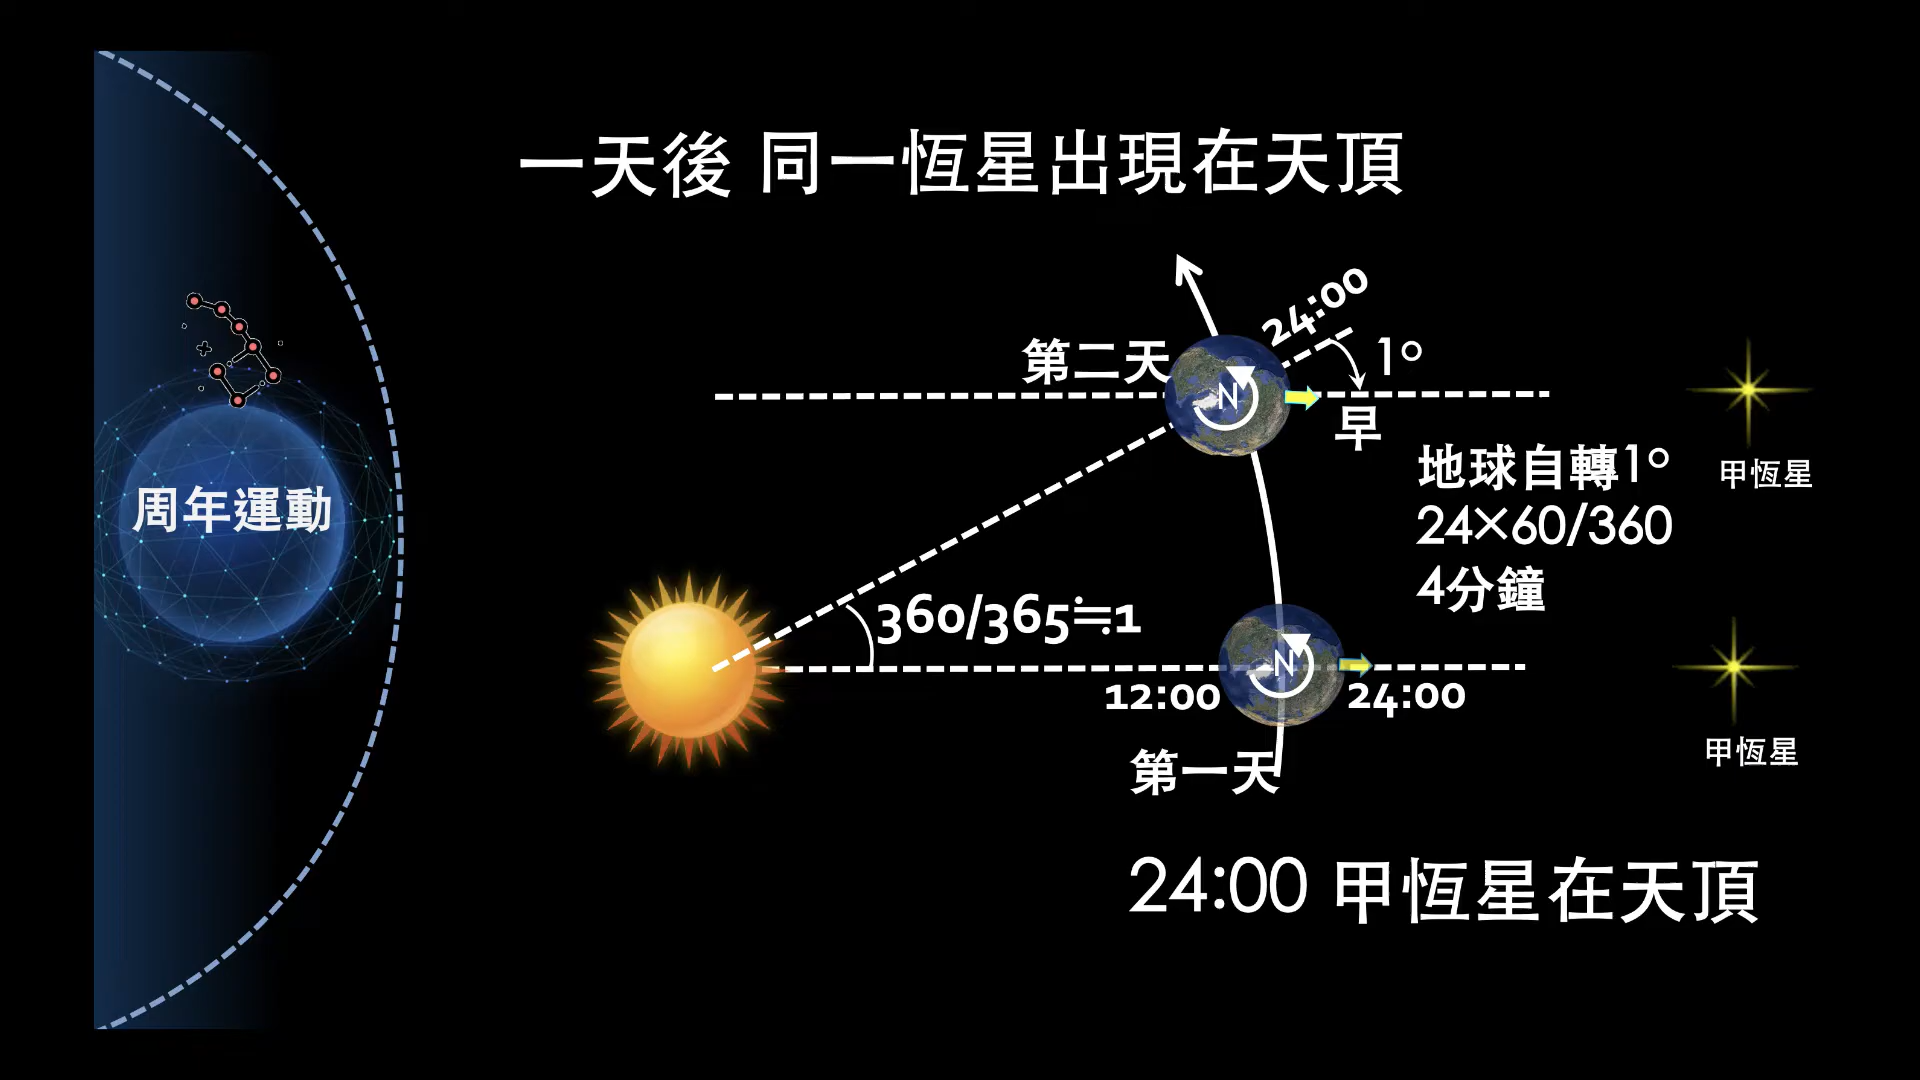 一天後 同一恆星出現在天頂
24:00
第二天
1°
N
早
地球自轉1°
24×60/360
4分鐘
甲恆星
周年運動
360/365≒1
N
12:00
24:00
甲恆星
第一天
24:00 甲恆星在天頂